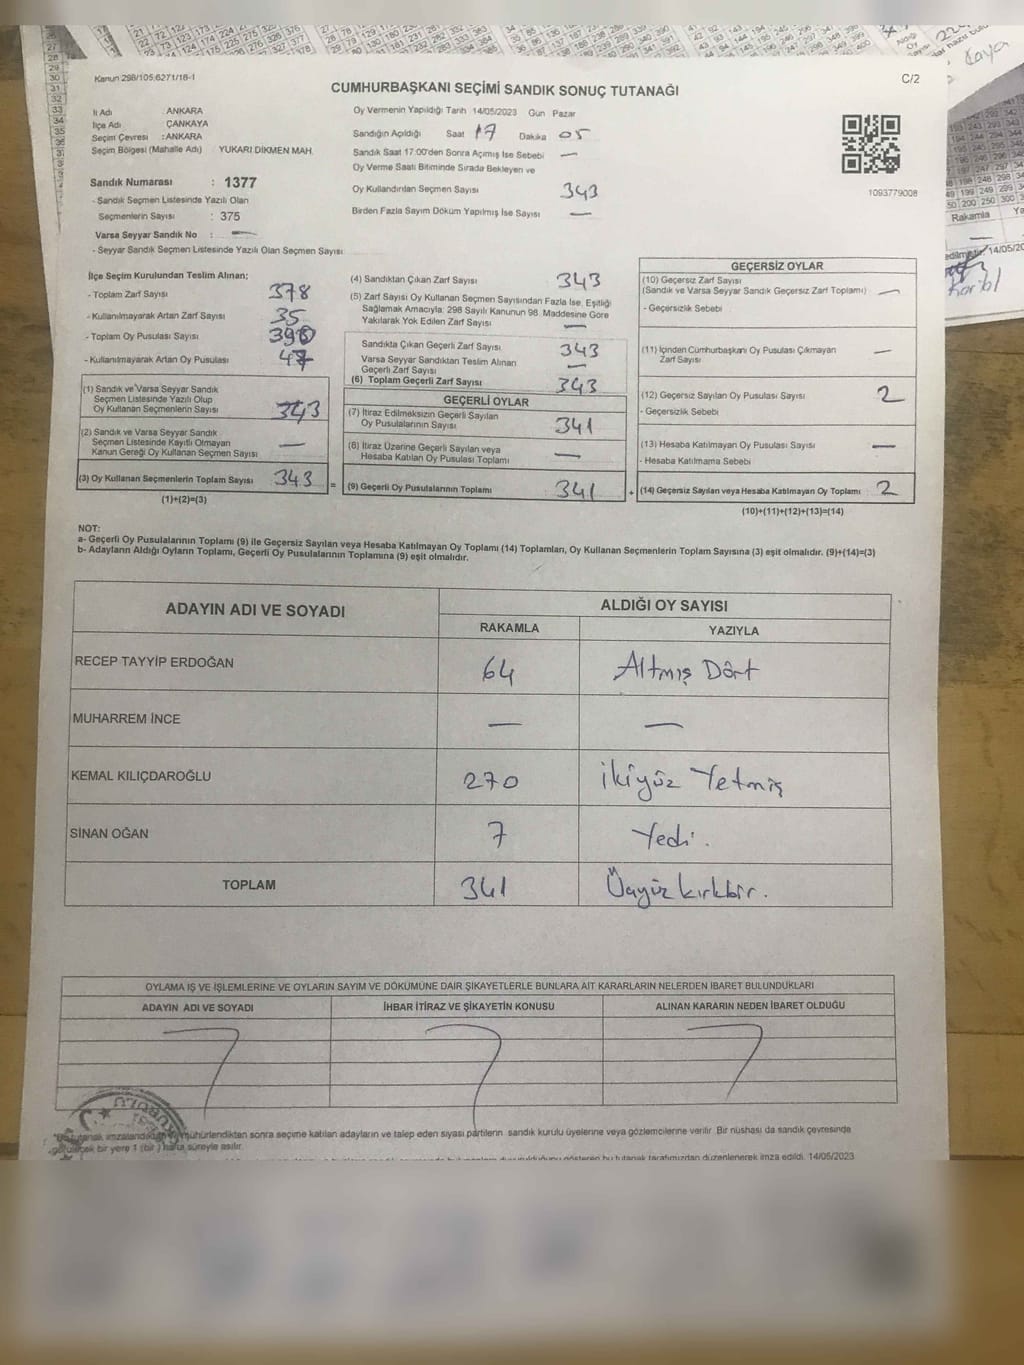 Kanun 298/105,6271/18-1
C/2
CUMHURBAŞKANI SEÇİMİ SANDIK SONUÇ TUTANAĞI
İl Adı ANKARA
İlçe Adı ÇANKAYA
Seçim Çevresi :ANKARA
Seçim Bölgesi (Mahalle Adı) YUKARI DİKMEN MAH.
Sandık Numarası : 1377
- Sandık Seçmen Listesinde Yazılı Olan
Seçmenlerin Sayısı : 375
Varsa Seyyar Sandık No : —
- Seyyar Sandık Seçmen Listesinde Yazılı Olan Seçmen Sayısı:
Oy Vermenin Yapıldığı Tarih 14/05/2023 Gün Pazar
Sandığın Açıldığı Saat 17 Dakika 05
Sandık Saat 17:00'den Sonra Açımış İse Sebebi —
Oy Verme Saati Bitiminde Sırada Bekleyen ve
Oy Kullandırılan Seçmen Sayısı 343
Birden Fazla Sayım Döküm Yapılmış İse Sayısı —
1093779008
İlçe Seçim Kurulundan Teslim Alınan;
- Toplam Zarf Sayısı 378
- Kullanılmayarak Artan Zarf Sayısı 35
- Toplam Oy Pusulası Sayısı
- Kullanılmayarak Artan Oy Pusulası 47
(1) Sandık ve Varsa Seyyar Sandık
Seçmen Listesinde Yazılı Olup
Oy Kullanan Seçmenlerin Sayısı 343
(2) Sandık ve Varsa Seyyar Sandık
Seçmen Listesinde Kayıtlı Olmayan
Kanun Gereği Oy Kullanan Seçmen Sayısı —
(3) Oy Kullanan Seçmenlerin Toplam Sayısı 343 =
(1)+(2)=(3)
(4) Sandıktan Çıkan Zarf Sayısı 343
(5) Zarf Sayısı Oy Kullanan Seçmen Sayısından Fazla İse, Eşitliği
Sağlamak Amacıyla; 298 Sayılı Kanunun 98. Maddesine Göre
Yakılarak Yok Edilen Zarf Sayısı —
Sandıkta Çıkan Geçerli Zarf Sayısı 343
Varsa Seyyar Sandıktan Teslim Alınan
Geçerli Zarf Sayısı —
(6) Toplam Geçerli Zarf Sayısı 343
GEÇERLİ OYLAR
(7) İtiraz Edilmeksizin Geçerli Sayılan
Oy Pusulalarının Sayısı 341
(8) İtiraz Üzerine Geçerli Sayılan veya
Hesaba Katılan Oy Pusulası Toplamı —
(9) Geçerli Oy Pusulalarının Toplamı 341 +
GEÇERSİZ OYLAR
(10) Geçersiz Zarf Sayısı
(Sandık ve Varsa Seyyar Sandık Geçersiz Zarf Toplamı) —
- Geçersizlik Sebebi
(11) İçinden Cumhurbaşkanı Oy Pusulası Çıkmayan
Zarf Sayısı —
(12) Geçersiz Sayılan Oy Pusulası Sayısı 2
- Geçersizlik Sebebi
(13) Hesaba Katılmayan Oy Pusulası Sayısı —
- Hesaba Katılmama Sebebi
(14) Geçersiz Sayılan veya Hesaba Katılmayan Oy Toplamı 2
(10)+(11)+(12)+(13)=(14)
NOT:
a- Geçerli Oy Pusulalarının Toplamı (9) ile Geçersiz Sayılan veya Hesaba Katılmayan Oy Toplamı (14) Toplamları, Oy Kullanan Seçmenlerin Toplam Sayısına (3) eşit olmalıdır. (9)+(14)=(3)
b- Adayların Aldığı Oyların Toplamı, Geçerli Oy Pusulalarının Toplamına (9) eşit olmalıdır.
ADAYIN ADI VE SOYADI
ALDIĞI OY SAYISI
RAKAMLA YAZIYLA
RECEP TAYYİP ERDOĞAN 64 Altmış Dört
MUHARREM İNCE — —
KEMAL KILIÇDAROĞLU 270 İkiyüz Yetmiş
SİNAN OĞAN 7 Yedi.
TOPLAM 341 Üçyüz kırkbir.
OYLAMA İŞ VE İŞLEMLERİNE VE OYLARIN SAYIM VE DÖKÜMÜNE DAİR ŞİKAYETLERLE BUNLARA AİT KARARLARIN NELERDEN İBARET BULUNDUKLARI
ADAYIN ADI VE SOYADI İHBAR İTİRAZ VE ŞİKAYETİN KONUSU ALINAN KARARIN NEDEN İBARET OLDUĞU
mühürlendikten sonra seçime katılan adayların ve talep eden siyasi partilerin sandık kurulu üyelerine veya gözlemcilerine verilir. Bir nüshası da sandık çevresinde
bir yere 1 (bir) hafta süreyle asılır.
bu tutanak tarafımızdan düzenlenerek imza edildi. 14/05/2023